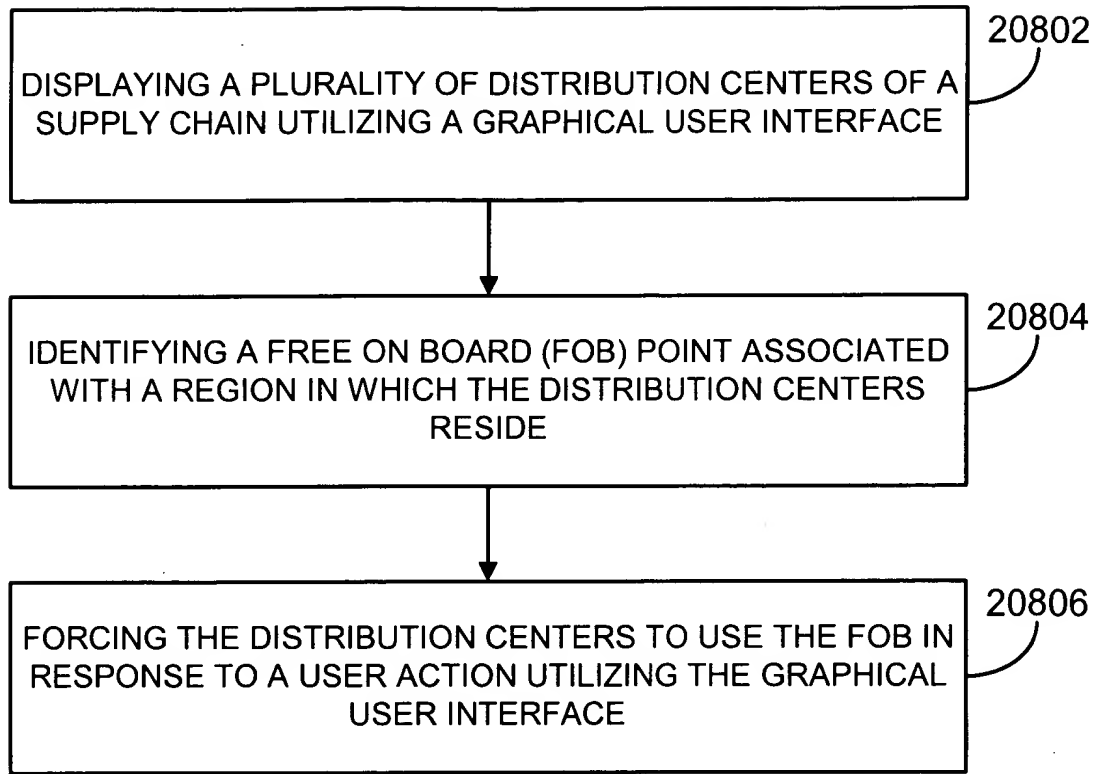 20802
DISPLAYING A PLURALITY OF DISTRIBUTION CENTERS OF A
SUPPLY CHAIN UTILIZING A GRAPHICAL USER INTERFACE
20804
IDENTIFYING A FREE ON BOARD (FOB) POINT ASSOCIATED
WITH A REGION IN WHICH THE DISTRIBUTION CENTERS
RESIDE
20806
FORCING THE DISTRIBUTION CENTERS TO USE THE FOB IN
RESPONSE TO A USER ACTION UTILIZING THE GRAPHICAL
USER INTERFACE